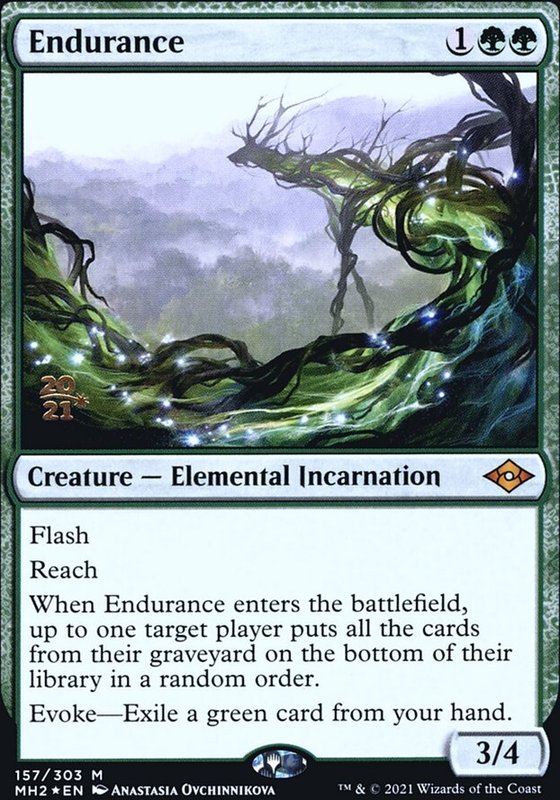 Endurance
1
20
21
Creature — Elemental Incarnation
Flash
Reach
When Endurance enters the battlefield,
up to one target player puts all the cards
from their graveyard on the bottom of their
library in a random order.
Evoke—Exile a green card from your hand.
3/4
157/303 M
MH2★EN ANASTASIA OVCHINNIKOVA
™ & © 2021 Wizards of the Coast